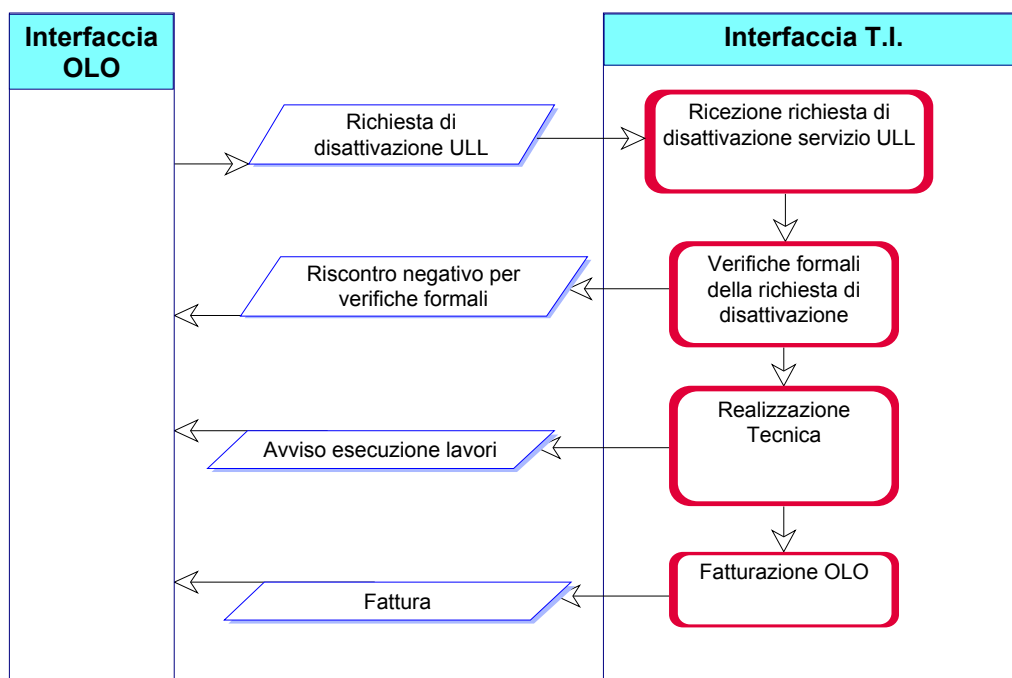 Interfaccia
OLO
Interfaccia T.I.
Richiesta di
disattivazione ULL
Ricezione richiesta di
disattivazione servizio ULL
Riscontro negativo per
verifiche formali
Verifiche formali
della richiesta di
disattivazione
Realizzazione
Tecnica
Avviso esecuzione lavori
Fatturazione OLO
Fattura